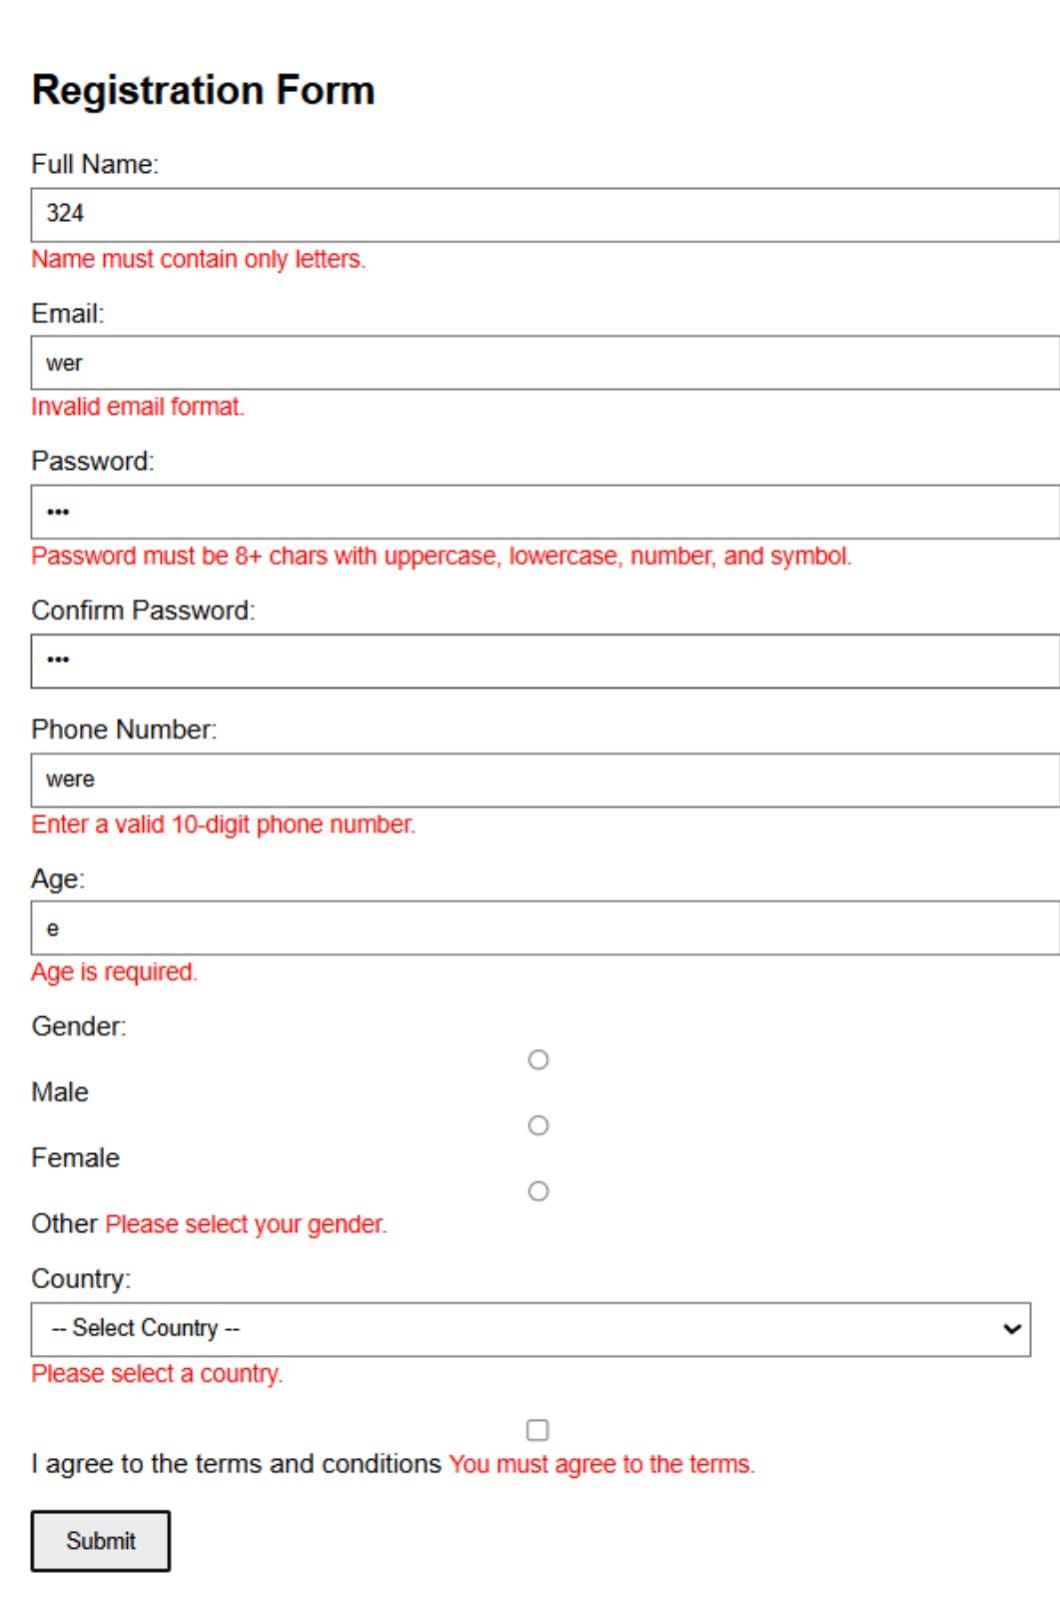 Registration Form
Full Name:
324
Name must contain only letters.
Email:
wer
Invalid email format.
Password:
•••
Password must be 8+ chars with uppercase, lowercase, number, and symbol.
Confirm Password:
•••
Phone Number:
were
Enter a valid 10-digit phone number.
Age:
e
Age is required.
Gender:
Male
Female
Other Please select your gender.
Country:
-- Select Country --
Please select a country.
I agree to the terms and conditions You must agree to the terms.
Submit